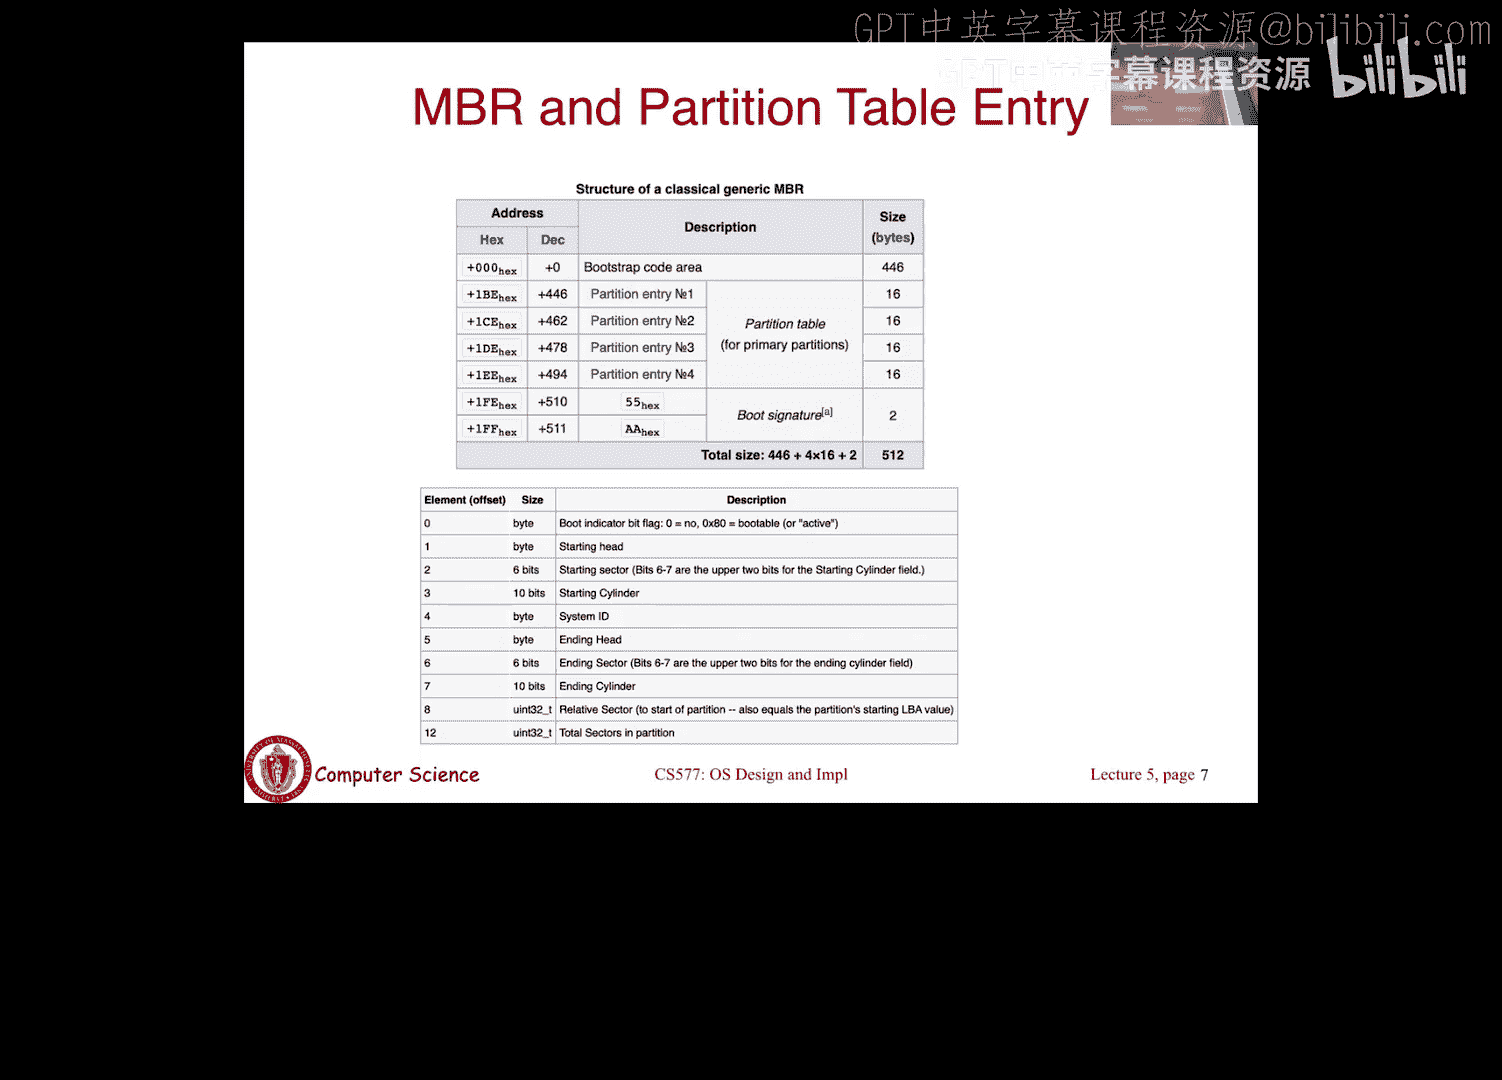 GPT中英字幕课程资源@bilibili.com
GPT中英字幕课程资源 bilibili
MBR and Partition Table Entry
Structure of a classical generic MBR
Address Description Size (bytes)
Hex Dec
+000hex +0 Bootstrap code area 446
+1BEhex +446 Partition entry №1 Partition table (for primary partitions) 16
+1CEhex +462 Partition entry №2 16
+1DEhex +478 Partition entry №3 16
+1EEhex +494 Partition entry №4 16
+1FEhex +510 55hex Boot signature[a] 2
+1FFhex +511 AAhex
Total size: 446 + 4×16 + 2 512
Element (offset) Size Description
0 byte Boot indicator bit flag: 0 = no, 0x80 = bootable (or "active")
1 byte Starting head
2 6 bits Starting sector (Bits 6-7 are the upper two bits for the Starting Cylinder field.)
3 10 bits Starting Cylinder
4 byte System ID
5 byte Ending Head
6 6 bits Ending Sector (Bits 6-7 are the upper two bits for the ending cylinder field)
7 10 bits Ending Cylinder
8 uint32_t Relative Sector (to start of partition -- also equals the partition's starting LBA value)
12 uint32_t Total Sectors in partition
Computer Science CS577: OS Design and Impl Lecture 5, page 7